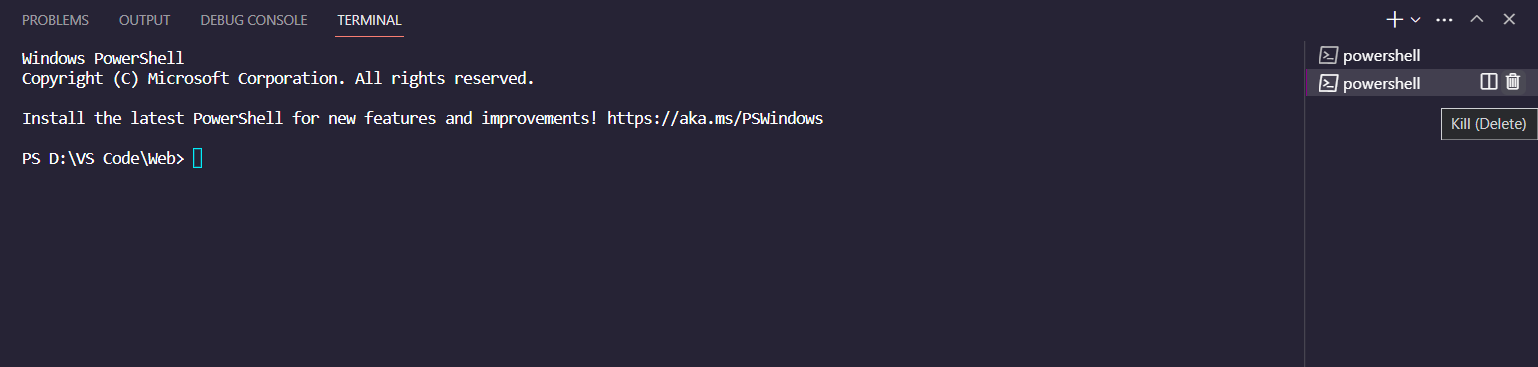 PROBLEMS OUTPUT DEBUG CONSOLE TERMINAL
Windows PowerShell
Copyright (C) Microsoft Corporation. All rights reserved.
Install the latest PowerShell for new features and improvements! https://aka.ms/PSWindows
PS D:\VS Code\Web>
powershell
powershell
Kill (Delete)